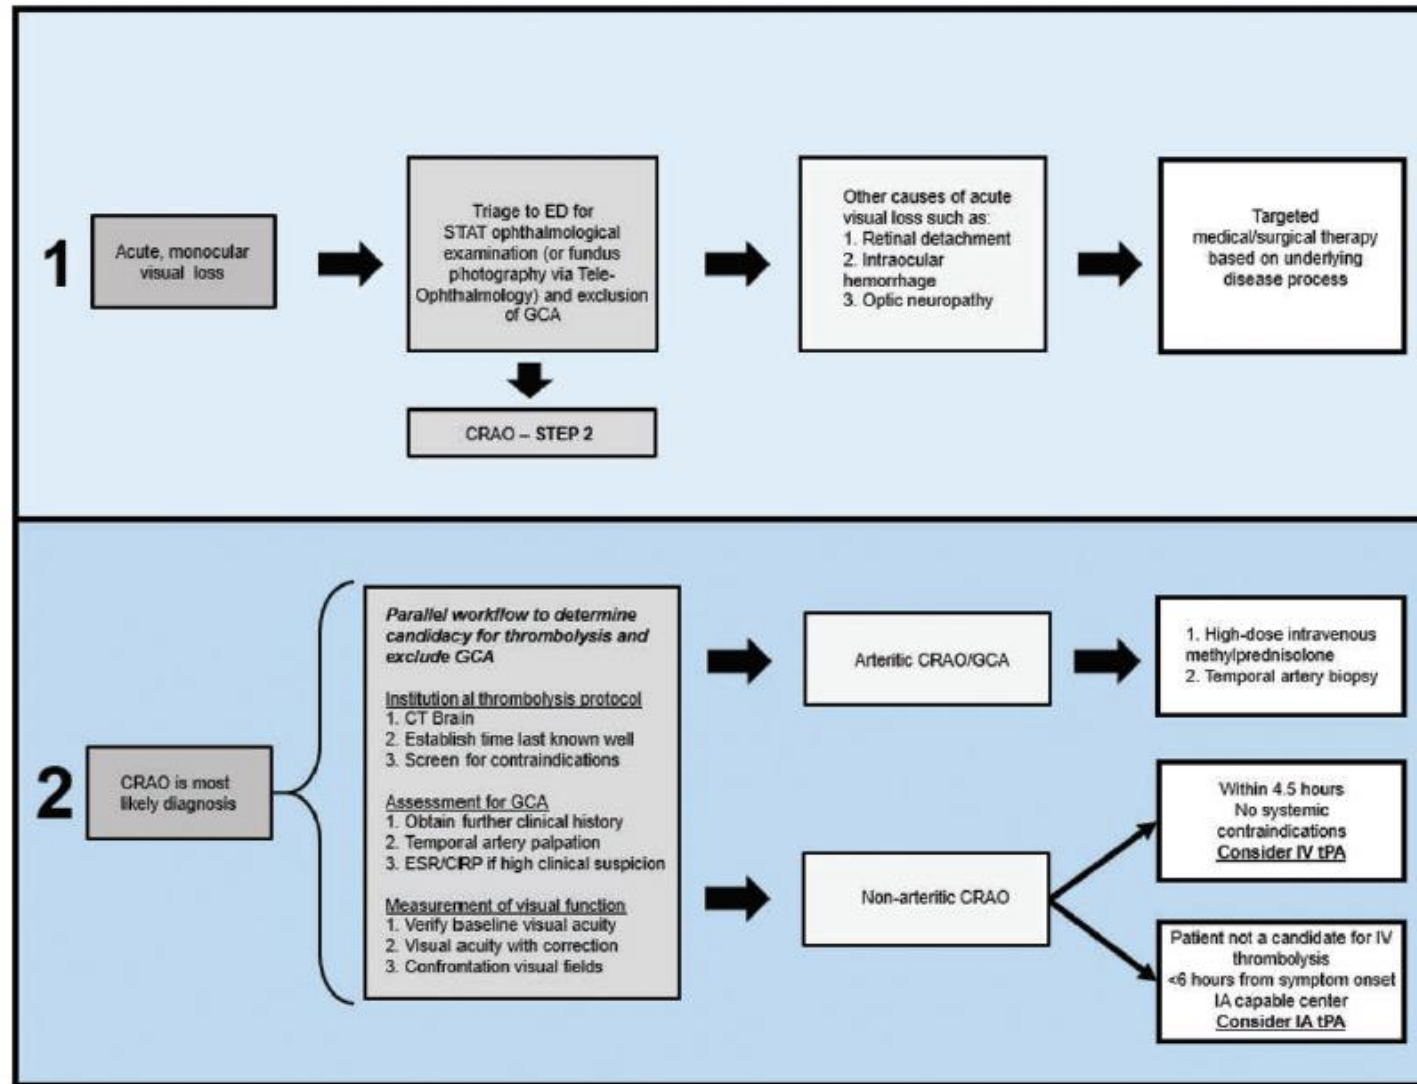 1
Acute, monocular
visual loss
Triage to ED for
STAT ophthalmological
examination (or fundus
photography via Tele-
Ophthalmology) and exclusion
of GCA
CRAO – STEP 2
Other causes of acute
visual loss such as:
1. Retinal detachment
2. Intraocular
hemorrhage
3. Optic neuropathy
Targeted
medical/surgical therapy
based on underlying
disease process
2
CRAO is most
likely diagnosis
Parallel workflow to determine
candidacy for thrombolysis and
exclude GCA
Institutional thrombolysis protocol
1. CT Brain
2. Establish time last known well
3. Screen for contraindications
Assessment for GCA
1. Obtain further clinical history
2. Temporal artery palpation
3. ESR/CIRP if high clinical suspicion
Measurement of visual function
1. Verify baseline visual acuity
2. Visual acuity with correction
3. Confrontation visual fields
Arteritic CRAO/GCA
1. High-dose intravenous
methylprednisolone
2. Temporal artery biopsy
Non-arteritic CRAO
Within 4.5 hours
No systemic
contraindications
Consider IV tPA
Patient not a candidate for IV
thrombolysis
<6 hours from symptom onset
IA capable center
Consider IA tPA